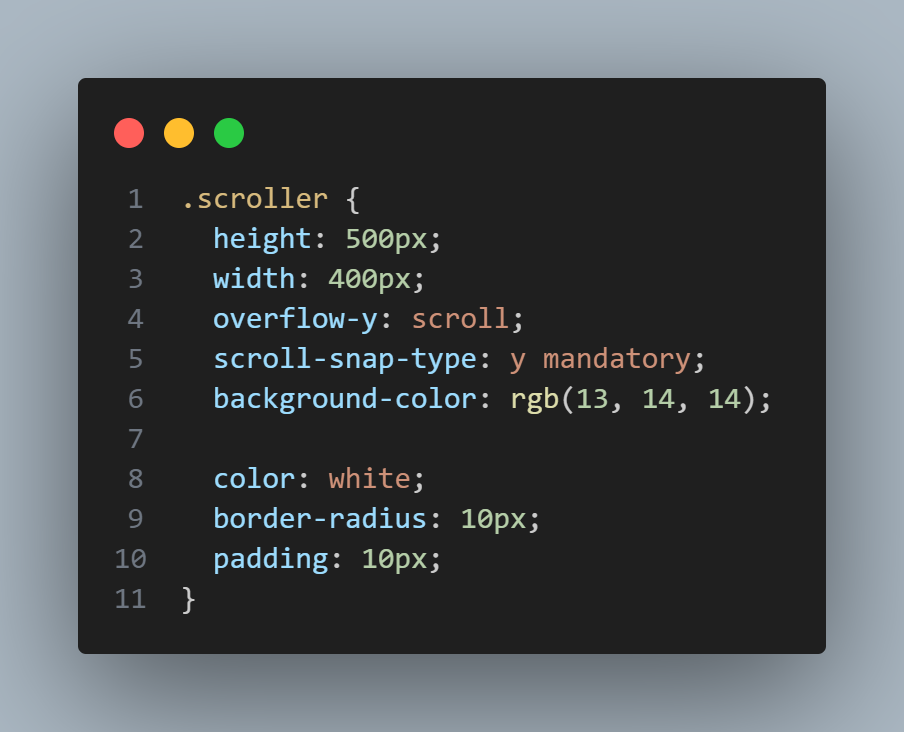 1 .scroller {
2   height: 500px;
3   width: 400px;
4   overflow-y: scroll;
5   scroll-snap-type: y mandatory;
6   background-color: rgb(13, 14, 14);
7
8   color: white;
9   border-radius: 10px;
10   padding: 10px;
11 }